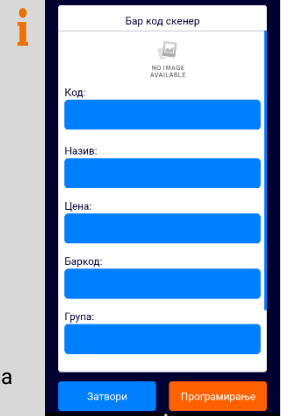 Бар код скенер
NO IMAGE
AVAILABLE
Код:
Назив:
Цена:
Баркод:
Група:
а
Затвори
Програмирање